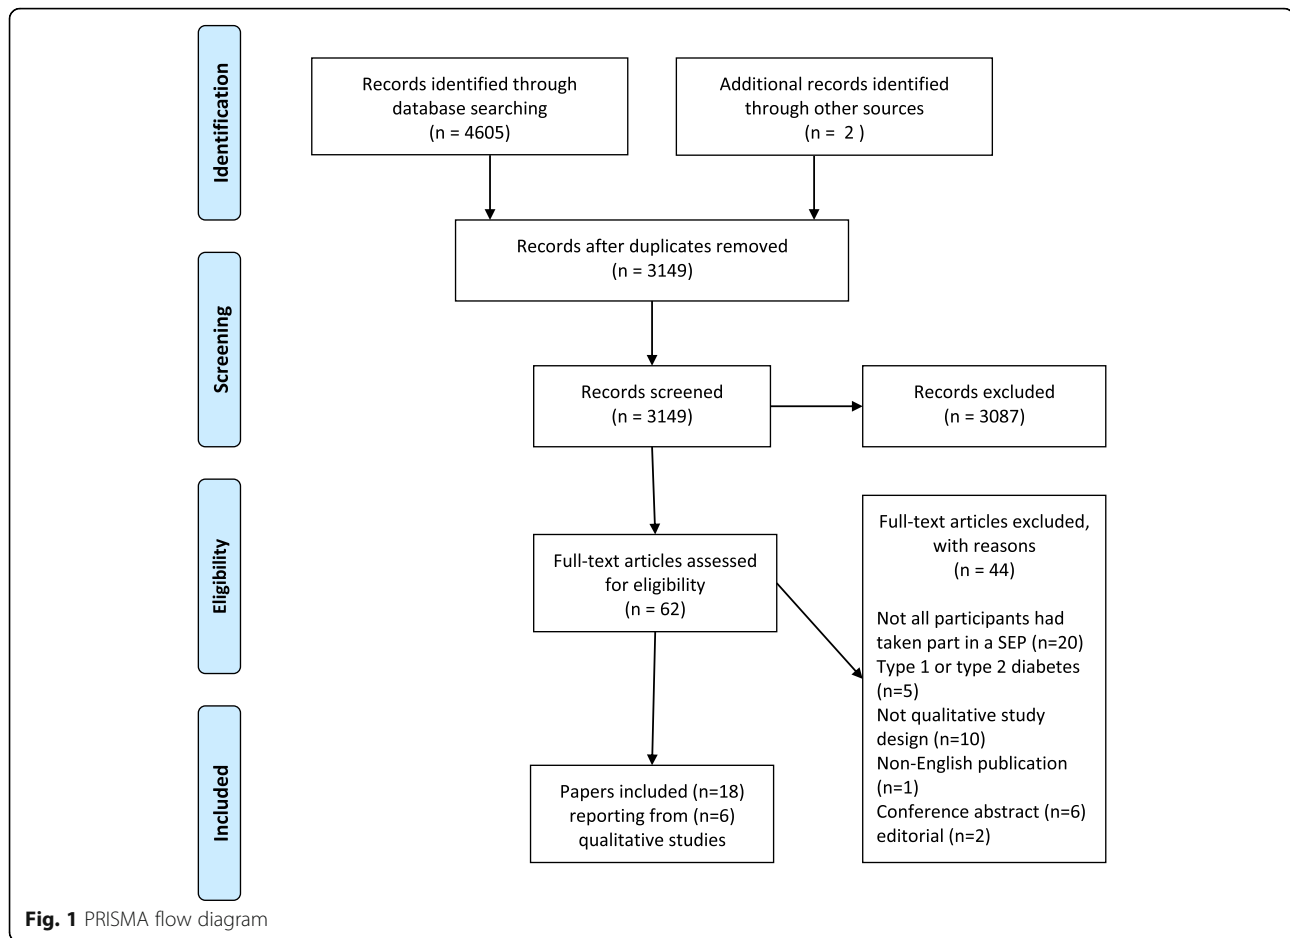 Identification
Records identified through
database searching
(n = 4605)
Additional records identified
through other sources
(n =  2 )
Records after duplicates removed
(n = 3149)
Screening
Records screened
(n = 3149)
Records excluded
(n = 3087)
Eligibility
Full-text articles assessed
for eligibility
(n = 62)
Full-text articles excluded,
with reasons
(n = 44)
Not all participants had
taken part in a SEP (n=20)
Type 1 or type 2 diabetes
(n=5)
Not qualitative study
design (n=10)
Non-English publication
(n=1)
Conference abstract (n=6)
editorial (n=2)
Included
Papers included (n=18)
reporting from (n=6)
qualitative studies
Fig. 1 PRISMA flow diagram